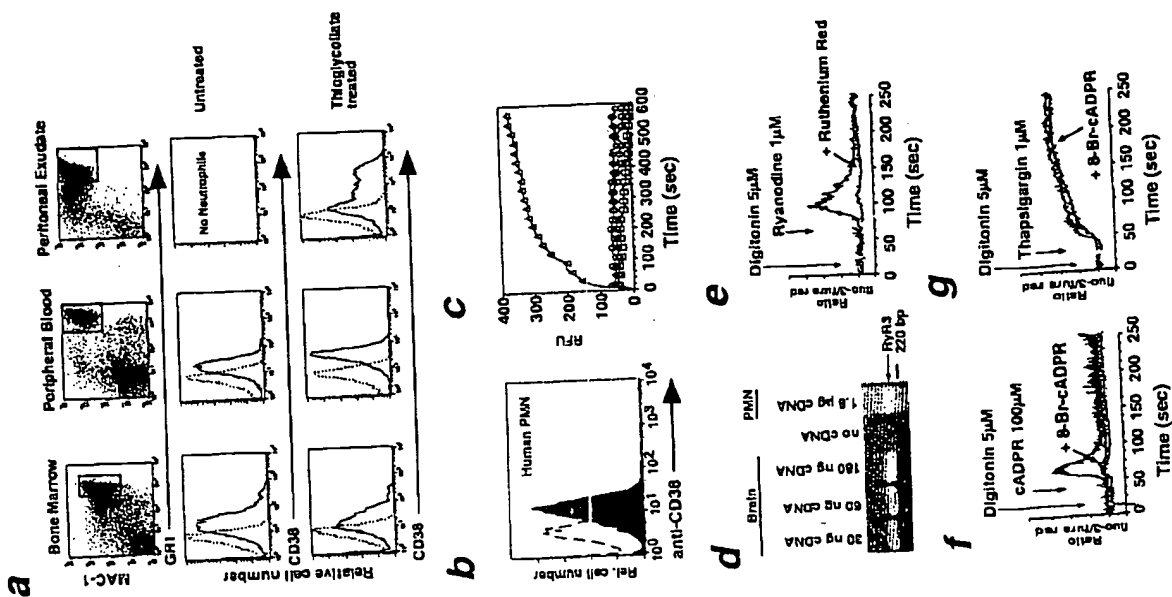 a
Bone Marrow
Peripheral Blood
Peritoneal Exudate
MAC-1
GR1
Untreated
No Neutrophils
CD38
Relative cell number
Thioglycollate
treated
CD38
b
Human PMN
Rel. cell number
10⁰ 10¹ 10² 10³ 10⁴
anti-CD38
c
RFU
400
300
200
100
0
0 100 200 300 400 500 600
Time (sec)
d
Brain
PMN
30 ng cDNA
60 ng cDNA
180 ng cDNA
no cDNA
1.8 µg cDNA
RyR3
220 bp
e
Digitonin 5µM
Ryanodine 1µM
+ Ruthenium Red
Ratio
fluo-3/fura red
0 50 100 150 200 250
Time (sec)
f
Digitonin 5µM
cADPR 100µM
+ 8-Br-cADPR
Ratio
fluo-3/fura red
0 50 100 150 200 250
Time (sec)
g
Digitonin 5µM
Thapsigargin 1µM
+ 8-Br-cADPR
Ratio
fluo-3/fura red
0 50 100 150 200 250
Time (sec)